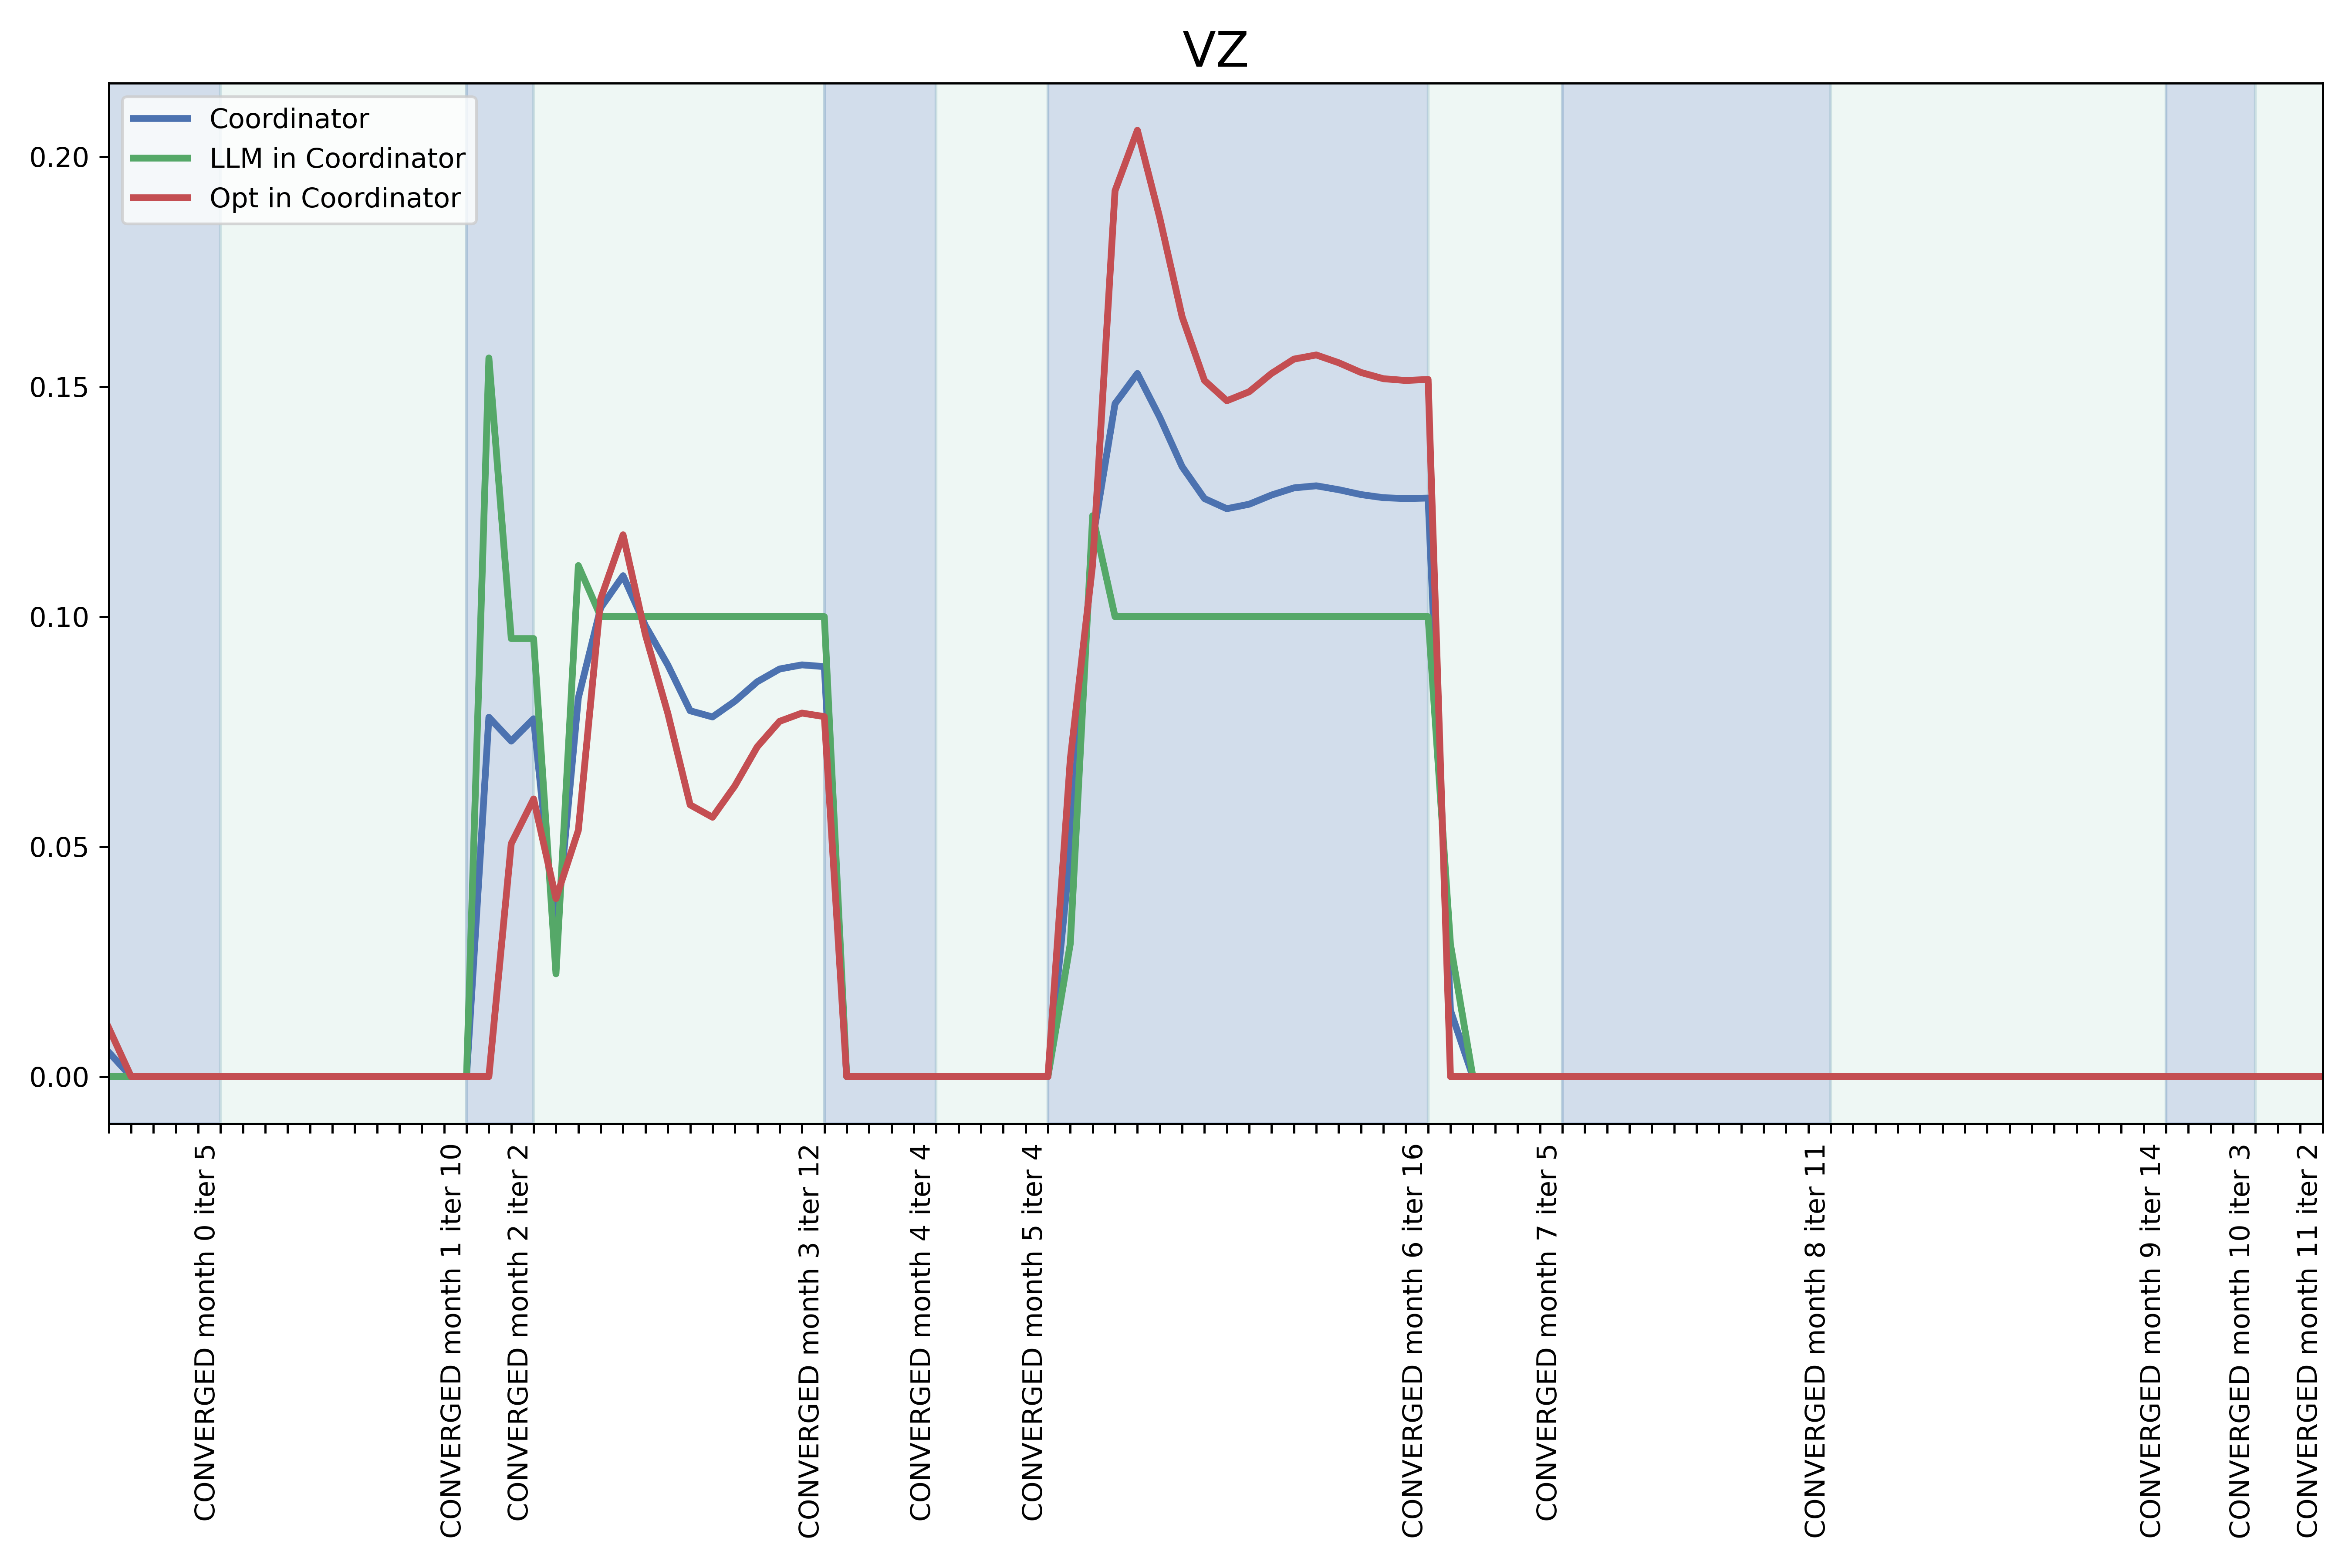 VZ
Coordinator
LLM in Coordinator
Opt in Coordinator
0.20
0.15
0.10
0.05
0.00
CONVERGED month 0 iter 5
CONVERGED month 1 iter 10
CONVERGED month 2 iter 2
CONVERGED month 3 iter 12
CONVERGED month 4 iter 4
CONVERGED month 5 iter 4
CONVERGED month 6 iter 16
CONVERGED month 7 iter 5
CONVERGED month 8 iter 11
CONVERGED month 9 iter 14
CONVERGED month 10 iter 3
CONVERGED month 11 iter 2